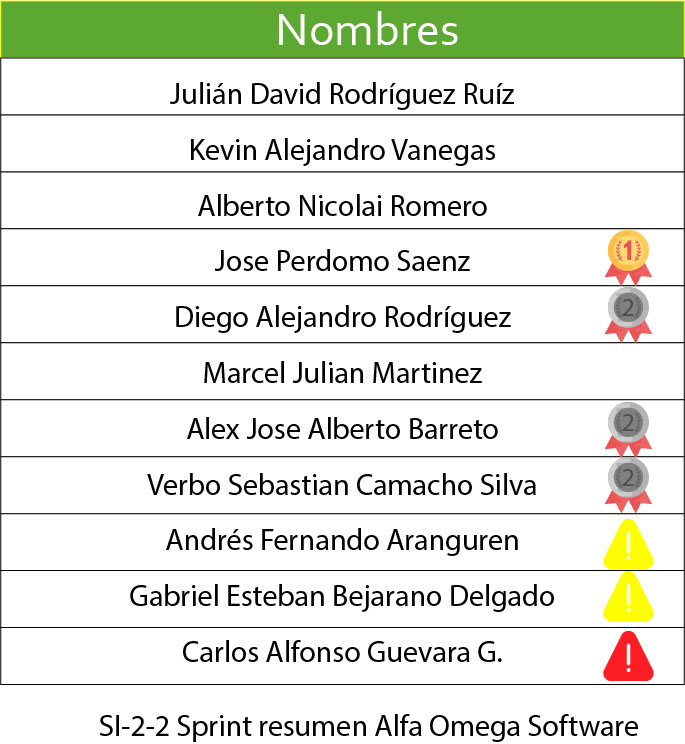 Nombres
Julián David Rodríguez Ruíz
Kevin Alejandro Vanegas
Alberto Nicolai Romero
Jose Perdomo Saenz
1
Diego Alejandro Rodríguez
2
Marcel Julian Martinez
Alex Jose Alberto Barreto
2
Verbo Sebastian Camacho Silva
2
Andrés Fernando Aranguren
!
Gabriel Esteban Bejarano Delgado
!
Carlos Alfonso Guevara G.
!
SI-2-2 Sprint resumen Alfa Omega Software